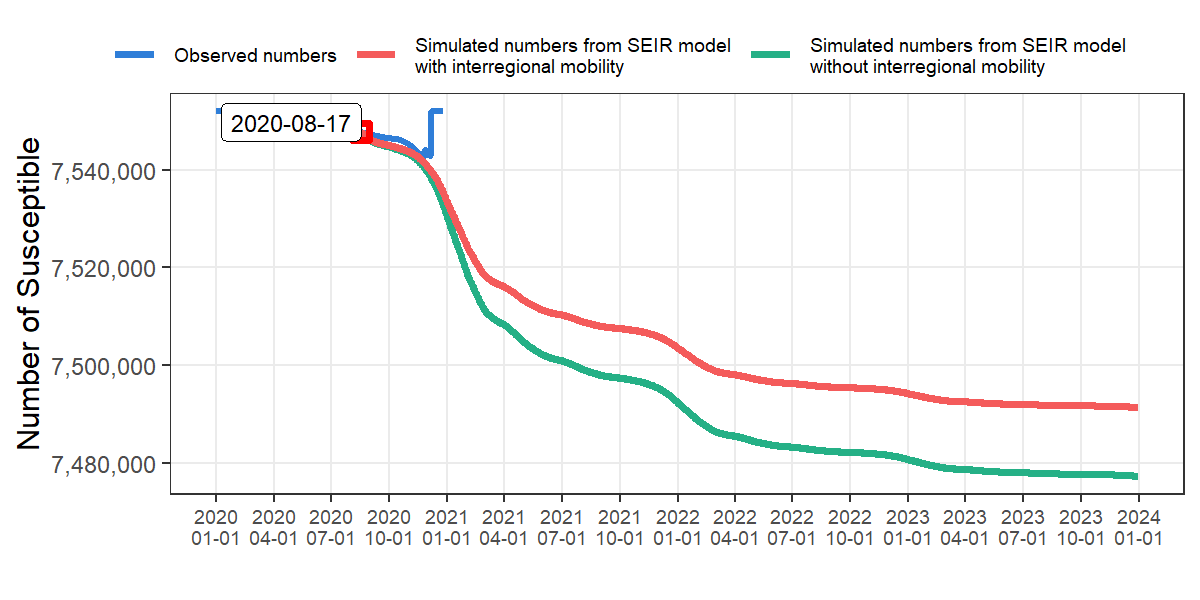 Observed numbers
Simulated numbers from SEIR model
with interregional mobility
Simulated numbers from SEIR model
without interregional mobility
Number of Susceptible
2020-08-17
7,540,000
7,520,000
7,500,000
7,480,000
2020 2020 2020 2020 2021 2021 2021 2021 2022 2022 2022 2022 2023 2023 2023 2023 2024
01-01 04-01 07-01 10-01 01-01 04-01 07-01 10-01 01-01 04-01 07-01 10-01 01-01 04-01 07-01 10-01 01-01